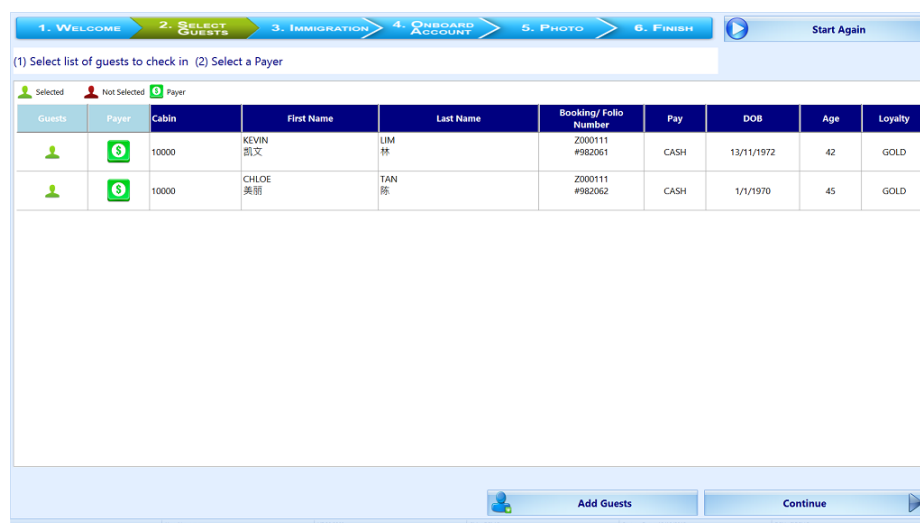 1. WELCOME
2. SELECT GUESTS
3. IMMIGRATION
4. ONBOARD ACCOUNT
5. PHOTO
6. FINISH
Start Again
(1) Select list of guests to check in (2) Select a Payer
Selected Not Selected $ Payer
Guests Payer Cabin First Name Last Name Booking/ Folio Number Pay DOB Age Loyalty
KEVIN LIM Z000111
$ 10000 凯文 林 #982061 CASH 13/11/1972 42 GOLD
CHLOE TAN Z000111
$ 10000 美丽 陈 #982062 CASH 1/1/1970 45 GOLD
Add Guests Continue